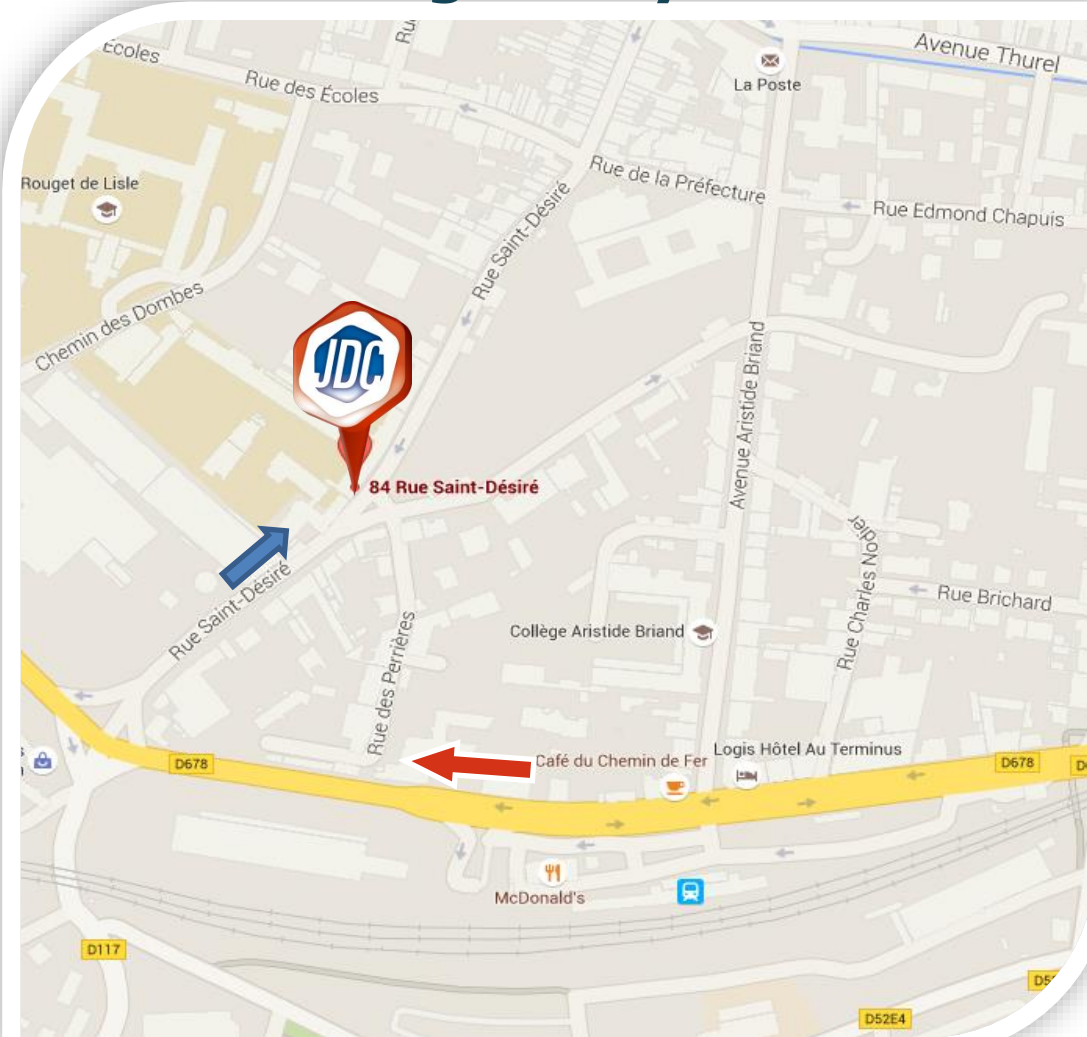 Écoles
Rue des Écoles
La Poste
Avenue Thurel
Rouget de Lisle
Rue de la Préfecture
Rue Edmond Chapuis
Rue Saint-Désiré
Chemin des Dombes
JDC
Avenue Aristide Briand
84 Rue Saint-Désiré
Rue Charles Nodier
Rue Saint-Désiré
Rue Brichard
Collège Aristide Briand
Rue des Perrières
D678
Café du Chemin de Fer
Logis Hôtel Au Terminus
D678
McDonald's
D117
D52E4